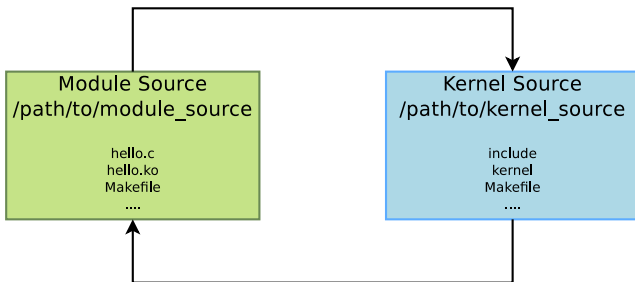 Module Source
/path/to/module_source
hello.c
hello.ko
Makefile
....
Kernel Source
/path/to/kernel_source
include
kernel
Makefile
....